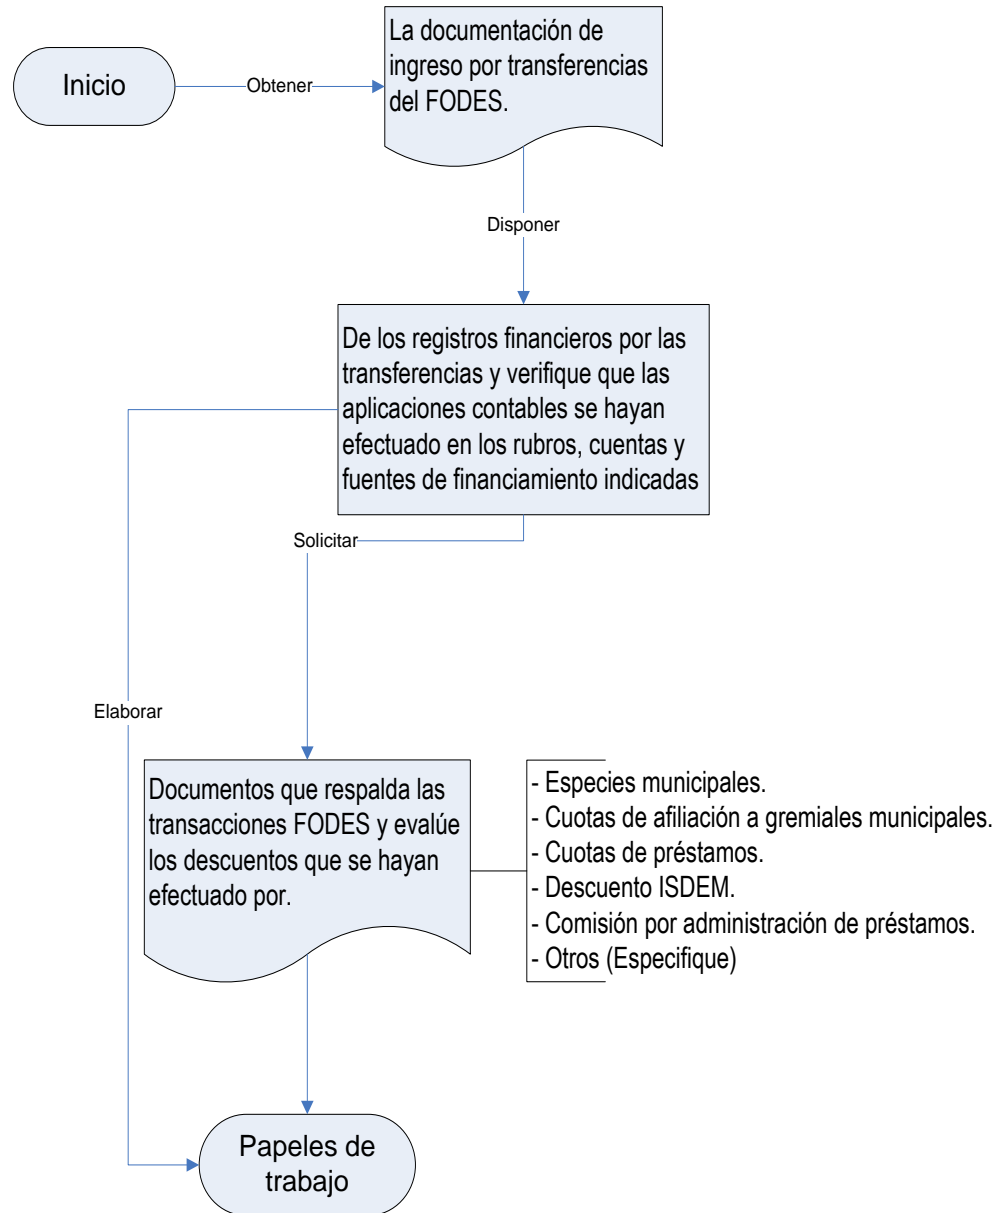 Inicio
Obtener
La documentación de
ingreso por transferencias
del FODES.
Disponer
De los registros financieros por las
transferencias y verifique que las
aplicaciones contables se hayan
efectuado en los rubros, cuentas y
fuentes de financiamiento indicadas
Solicitar
Elaborar
Documentos que respalda las
transacciones FODES y evalúe
los descuentos que se hayan
efectuado por.
- Especies municipales.
- Cuotas de afiliación a gremiales municipales.
- Cuotas de préstamos.
- Descuento ISDEM.
- Comisión por administración de préstamos.
- Otros (Especifique)
Papeles de
trabajo